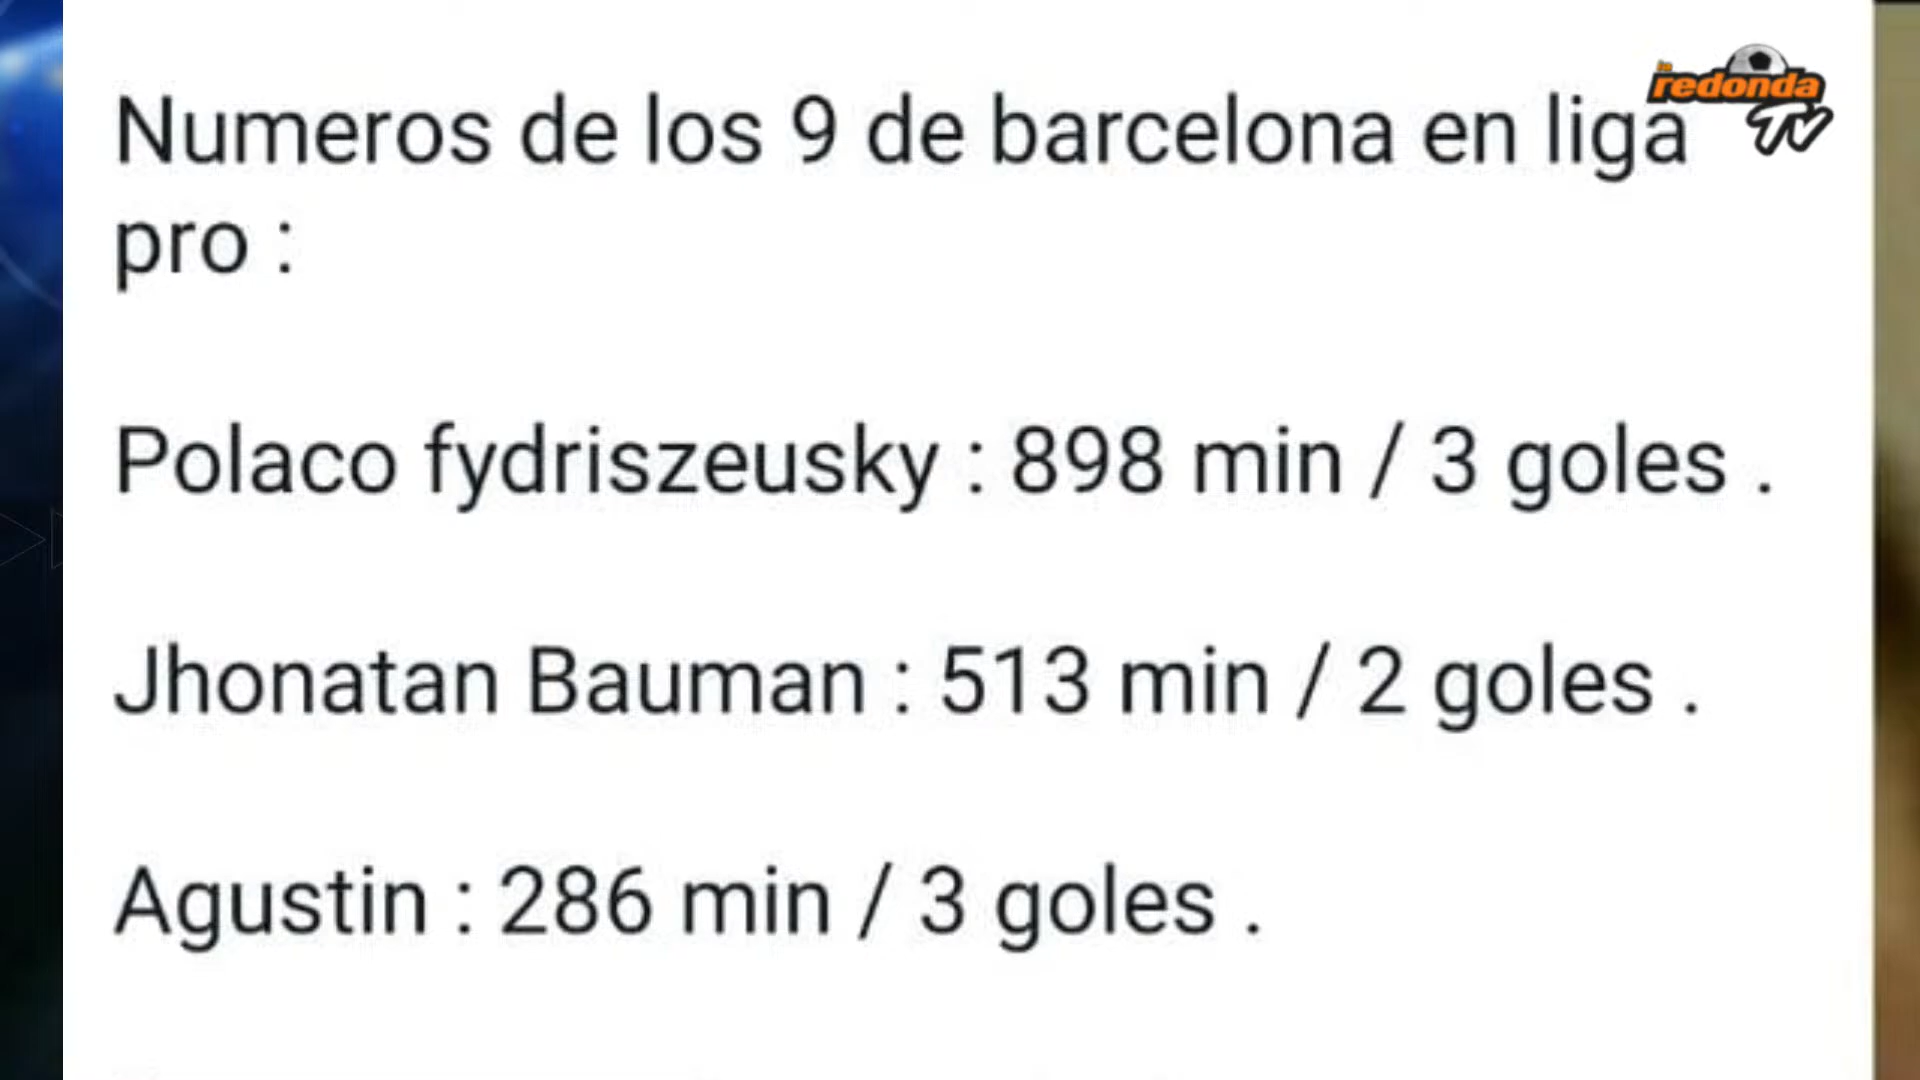 la
redonda
TV
Numeros de los 9 de barcelona en liga
pro :
Polaco fydriszeusky : 898 min / 3 goles .
Jhonatan Bauman : 513 min / 2 goles .
Agustin : 286 min / 3 goles .